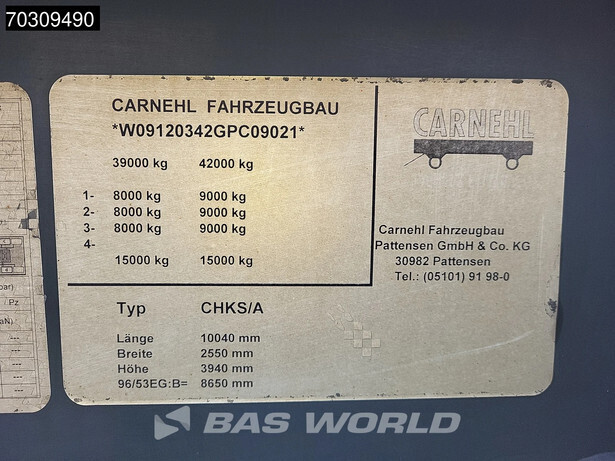 70309490
CARNEHL FAHRZEUGBAU
*W09120342GPC09021*
39000 kg 42000 kg
1- 8000 kg 9000 kg
2- 8000 kg 9000 kg
3- 8000 kg 9000 kg
4-
15000 kg 15000 kg
CARNEHL
Carnehl Fahrzeugbau
Pattensen GmbH & Co. KG
30982 Pattensen
Tel.: (05101) 91 98-0
Typ CHKS/A
Länge 10040 mm
Breite 2550 mm
Höhe 3940 mm
96/53EG:B= 8650 mm
bar)
Pz
aN)
---
---
---
---
BAS WORLD